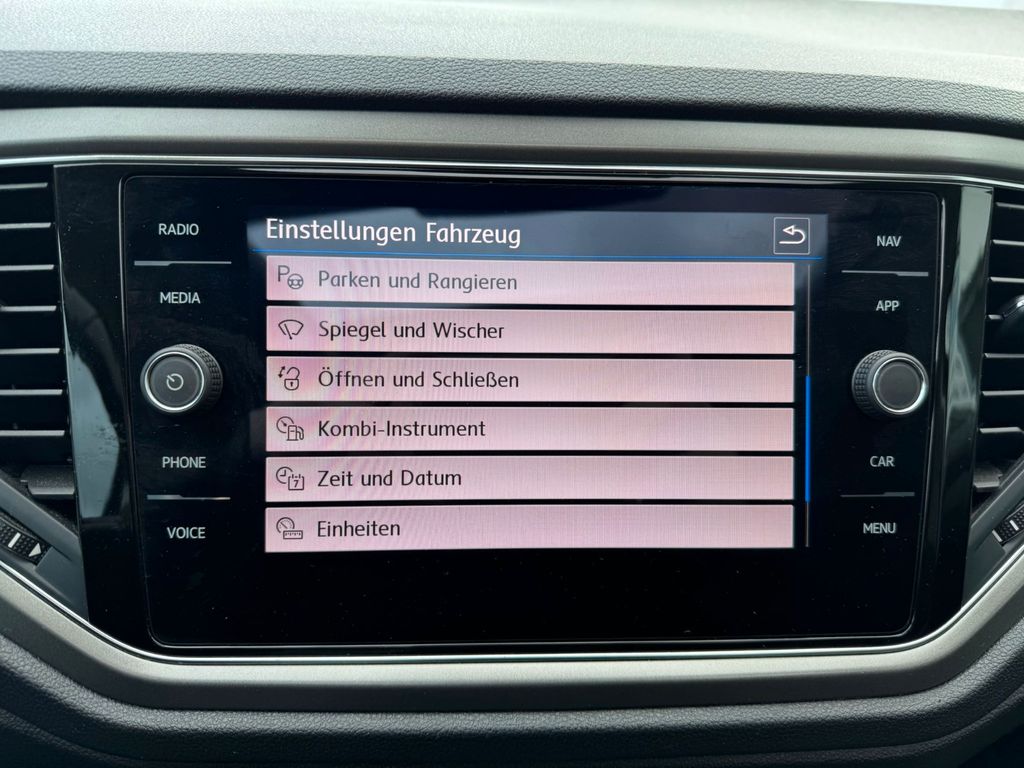 RADIO
MEDIA
PHONE
VOICE
Einstellungen Fahrzeug
Parken und Rangieren
Spiegel und Wischer
Öffnen und Schließen
Kombi-Instrument
Zeit und Datum
Einheiten
NAV
APP
CAR
MENU